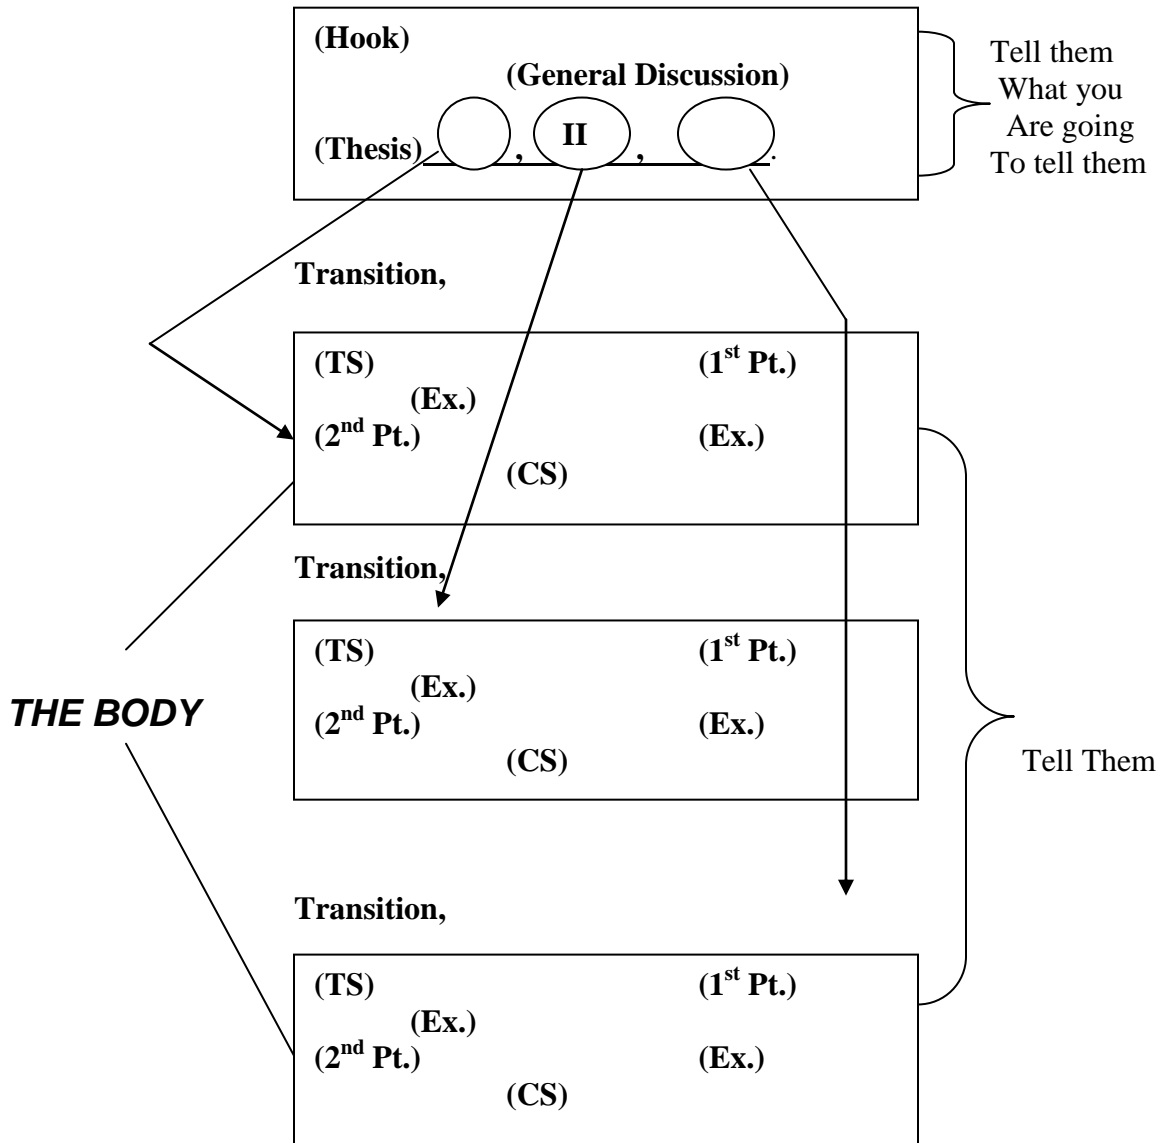 (Hook)
(General Discussion)
(Thesis) , II , .
Tell them
What you
Are going
To tell them
Transition,
(TS) (1st Pt.)
(Ex.)
(2nd Pt.) (Ex.)
(CS)
Transition,
(TS) (1st Pt.)
(Ex.)
(2nd Pt.) (Ex.)
(CS)
THE BODY
Tell Them
Transition,
(TS) (1st Pt.)
(Ex.)
(2nd Pt.) (Ex.)
(CS)